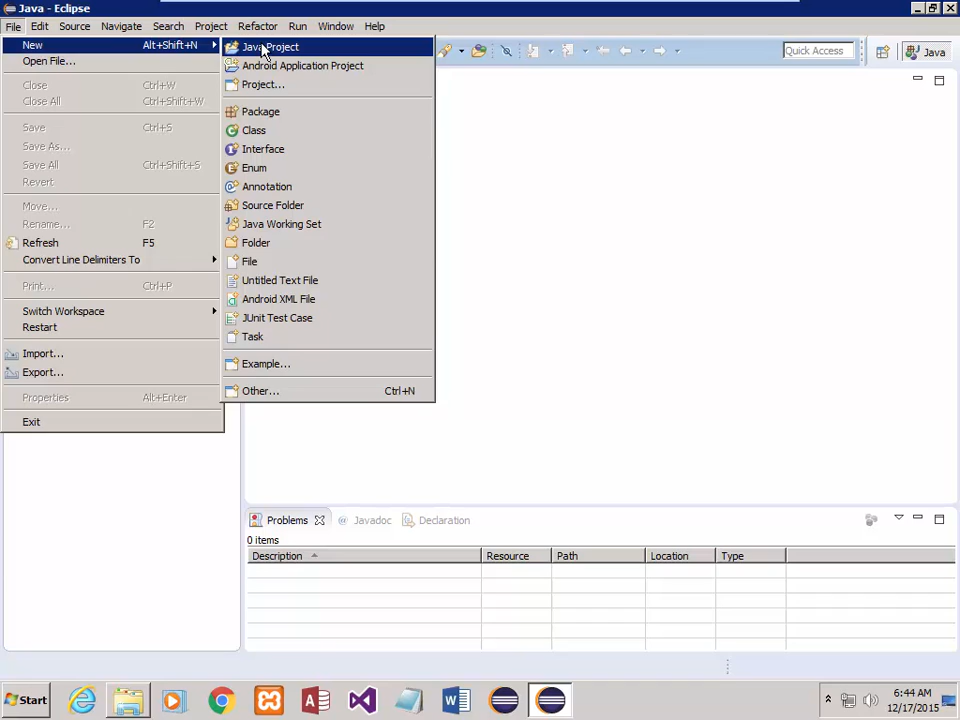 Java - Eclipse
File Edit Source Navigate Search Project Refactor Run Window Help
New Alt+Shift+N
Open File...
Close Ctrl+W
Close All Ctrl+Shift+W
Save Ctrl+S
Save As...
Save All Ctrl+Shift+S
Revert
Move...
Rename... F2
Refresh F5
Convert Line Delimiters To
Print... Ctrl+P
Switch Workspace
Restart
Import...
Export...
Properties Alt+Enter
Exit
Java Project
Android Application Project
Project...
Package
Class
Interface
Enum
Annotation
Source Folder
Java Working Set
Folder
File
Untitled Text File
Android XML File
JUnit Test Case
Task
Example...
Other... Ctrl+N
Quick Access
Java
Problems @ Javadoc Declaration
0 items
Description Resource Path Location Type
Start
6:44 AM
12/17/2015